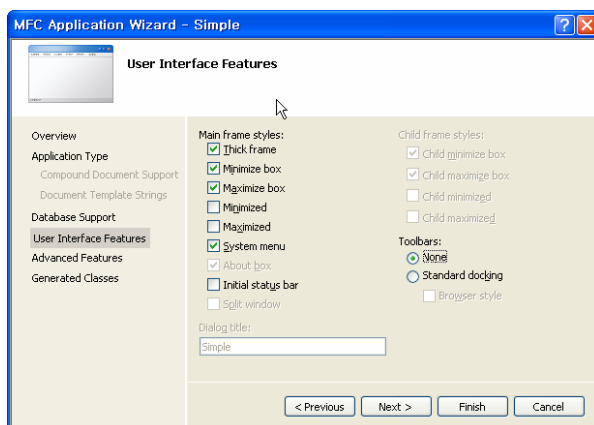 MFC Application Wizard - Simple
User Interface Features
Overview
Application Type
Compound Document Support
Document Template Strings
Database Support
User Interface Features
Advanced Features
Generated Classes
Main frame styles:
Thick frame
Minimize box
Maximize box
Minimized
Maximized
System menu
About box
Initial status bar
Split window
Dialog title:
Simple
Child frame styles:
Child minimize box
Child maximize box
Child minimized
Child maximized
Toolbars:
None
Standard docking
Browser style
< Previous
Next >
Finish
Cancel